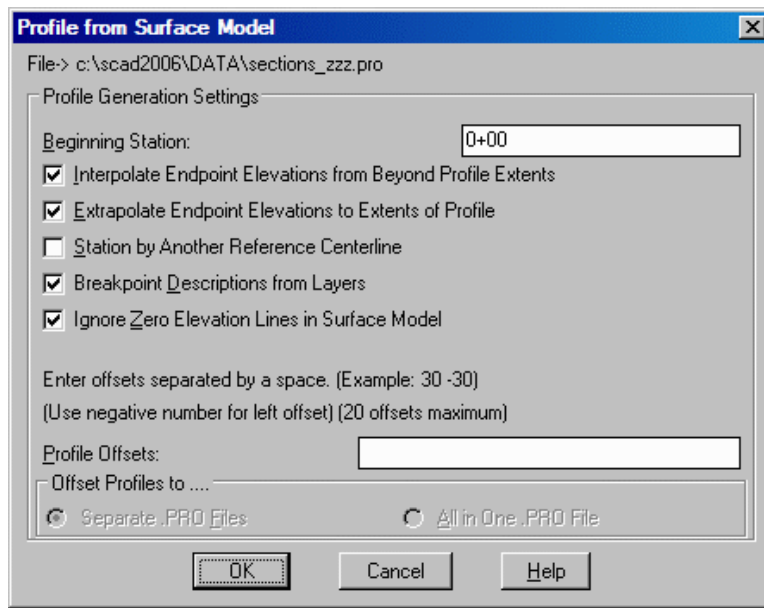 Profile from Surface Model
File-> c:\scad2006\DATA\sections_zzz.pro
Profile Generation Settings
Beginning Station: 0+00
Interpolate Endpoint Elevations from Beyond Profile Extents
Extrapolate Endpoint Elevations to Extents of Profile
Station by Another Reference Centerline
Breakpoint Descriptions from Layers
Ignore Zero Elevation Lines in Surface Model
Enter offsets separated by a space. (Example: 30 -30)
(Use negative number for left offset) (20 offsets maximum)
Profile Offsets:
Offset Profiles to ....
Separate .PRO Files All in One .PRO File
OK Cancel Help